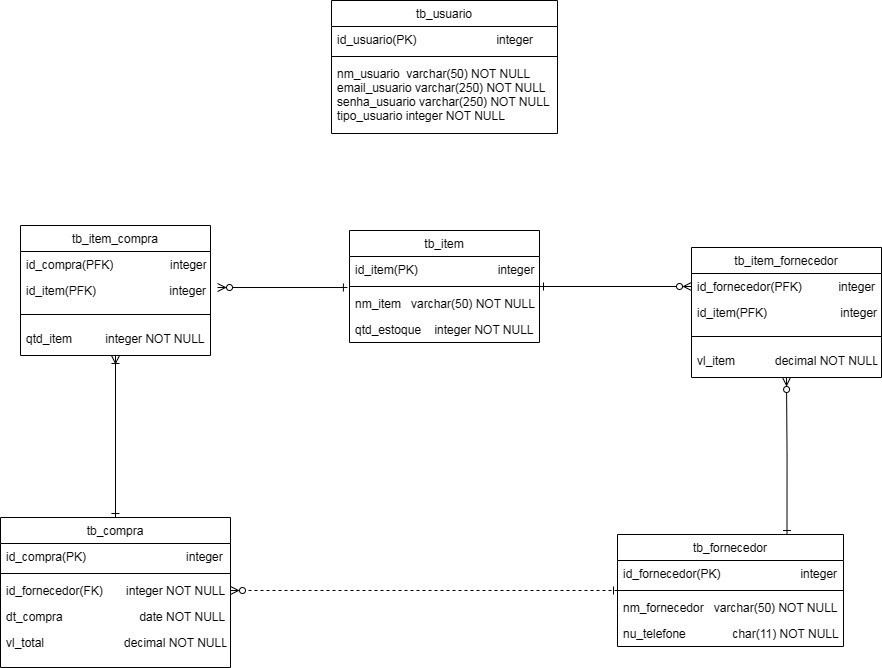 tb_usuario
id_usuario(PK) integer
nm_usuario varchar(50) NOT NULL
email_usuario varchar(250) NOT NULL
senha_usuario varchar(250) NOT NULL
tipo_usuario integer NOT NULL
tb_item_compra
id_compra(PFK) integer
id_item(PFK) integer
qtd_item integer NOT NULL
tb_item
id_item(PK) integer
nm_item varchar(50) NOT NULL
qtd_estoque integer NOT NULL
tb_item_fornecedor
id_fornecedor(PFK) integer
id_item(PFK) integer
vl_item decimal NOT NULL
tb_compra
id_compra(PK) integer
id_fornecedor(FK) integer NOT NULL
dt_compra date NOT NULL
vl_total decimal NOT NULL
tb_fornecedor
id_fornecedor(PK) integer
nm_fornecedor varchar(50) NOT NULL
nu_telefone char(11) NOT NULL